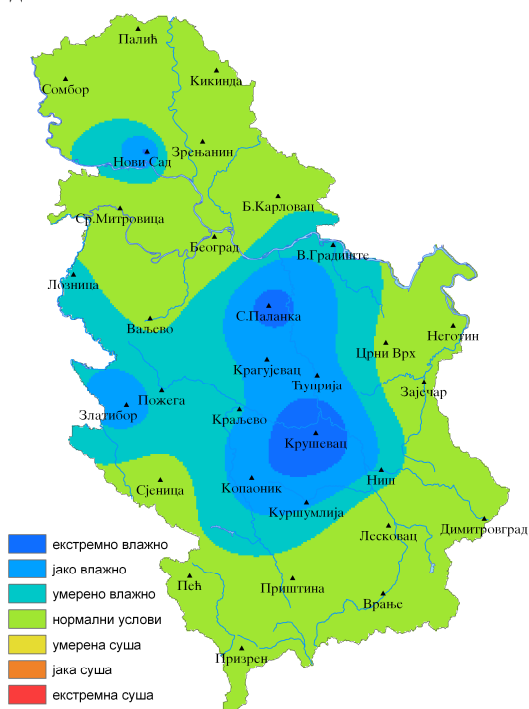 Палић
Кикинда
Сомбор
Зрењанин
Нови Сад
Б.Карловац
Ср.Митровица
Београд
В.Градиште
Лозница
С.Паланка
Ваљево
Неготин
Црни Врх
Крагујевац
Ћуприја
Зајечар
Пожега
Златибор
Краљево
Крушевац
Ниш
Сјеница
Копаоник
Куршумлија
Димитровград
Лесковац
Пећ
Приштина
Врање
Призрен
екстремно влажно
јако влажно
умерено влажно
нормални услови
умерена суша
јака суша
екстремна суша